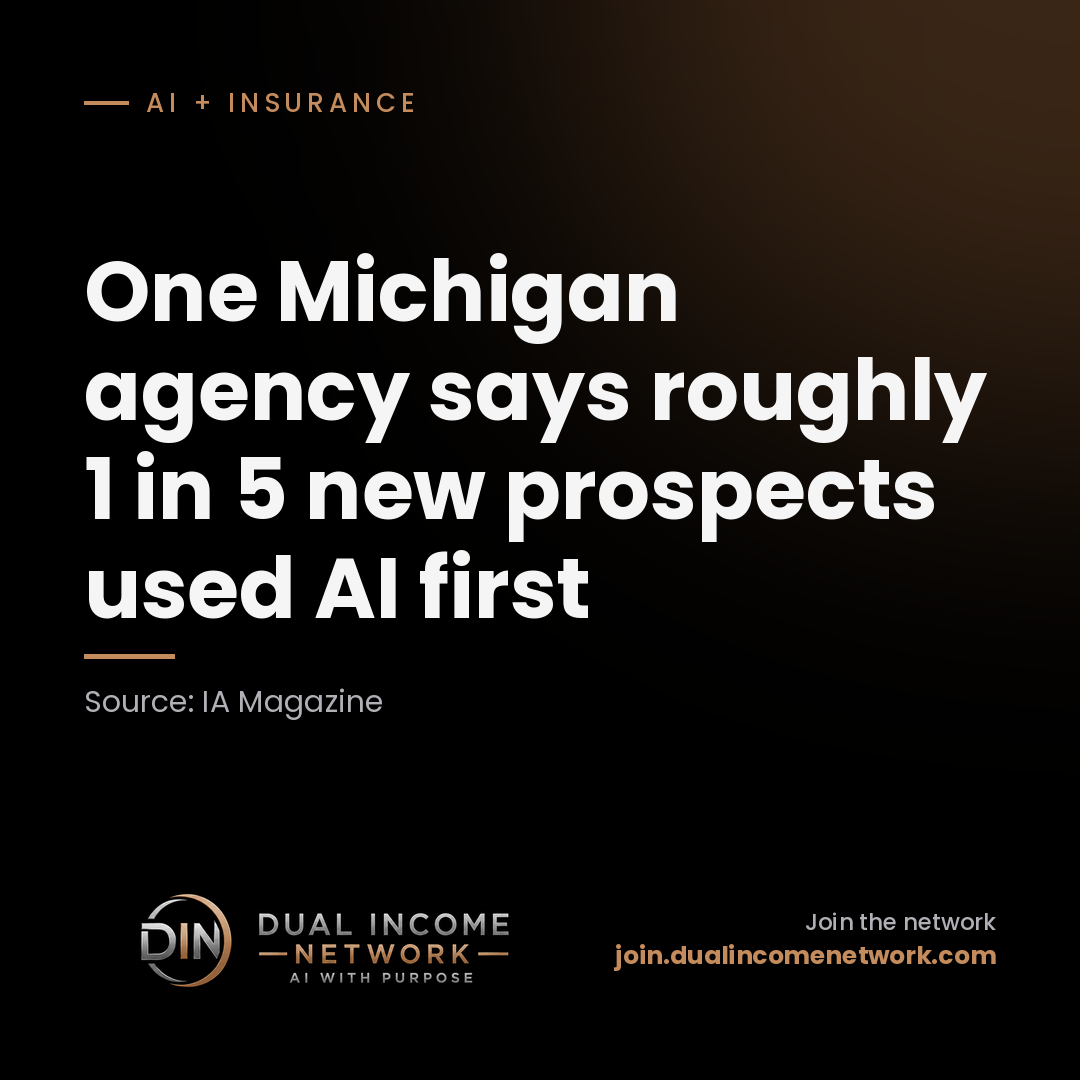 AI + INSURANCE
One Michigan
agency says roughly
1 in 5 new prospects
used AI first
Source: IA Magazine
DIN
DUAL INCOME
NETWORK
AI WITH PURPOSE
Join the network
join.dualincomenetwork.com